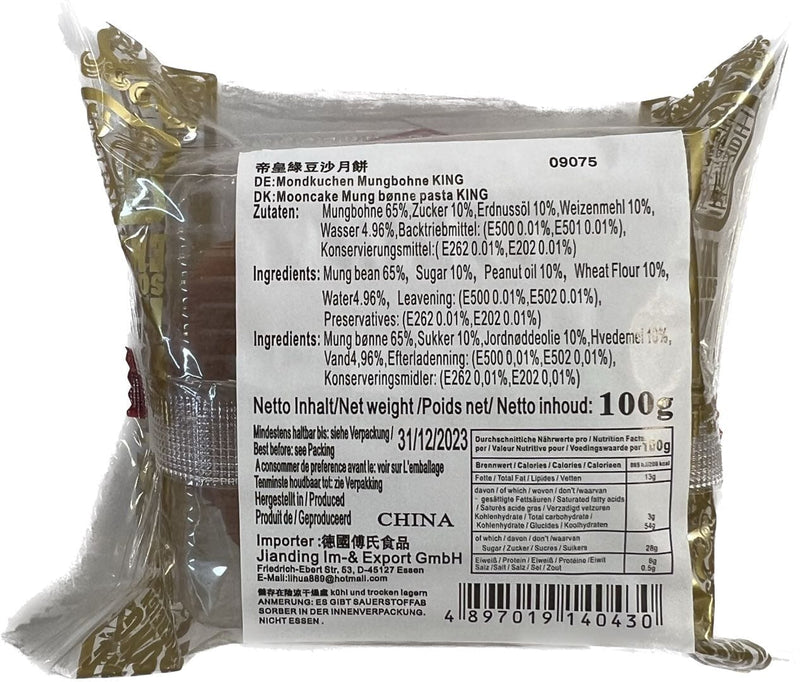 帝皇綠豆沙月餅 09075
DE:Mondkuchen Mungbohne KING
DK:Mooncake Mung bønne pasta KING
Zutaten: Mungbohne 65%,Zucker 10%,Erdnussöl 10%,Weizenmehl 10%,
Wasser 4.96%,Backtriebmittel: (E500 0.01%,E501 0.01%),
Konservierungsmittel:( E262 0.01%,E202 0.01%)
Ingredients: Mung bean 65%, Sugar 10%, Peanut oil 10%, Wheat Flour 10%,
Water4.96%, Leavening: (E500 0.01%,E502 0.01%),
Preservatives: (E262 0.01%,E202 0.01%)
Ingredients: Mung bønne 65%,Sukker 10%,Jordnøddeolie 10%,Hvedemel 10%,
Vand4,96%,Efterladenning: (E500 0,01%,E502 0,01%),
Konserveringsmidler: (E262 0,01%,E202 0,01%)
Netto Inhalt/Net weight /Poids net/ Netto inhoud: 100g
Mindestens haltbar bis: siehe Verpackung/
Best before: see Packing
31/12/2023
A consommer de preference avant le: voir sur L'emballage
Tenminste houdbaar tot: zie Verpakking
Hergestellt in / Produced
Produit de / Geproduceerd CHINA
Importer :德國傅氏食品
Jianding Im-& Export GmbH
Friedrich-Ebert Str. 53, D-45127 Essen
E-Mail:lihua889@hotmail.com
儲存在陰涼干燥處 kühl und trocken lagern
ANMERUNG: ES GIBT SAUERSTOFFAB
SORBER IN DER INNENVERPACKUNG.
NICHT ESSEN .
Durchschnittliche Nährwerte pro / Nutrition Facts
per / Valeur Nutritive pour / Voedingswaarde per 100g
Brennwert / Calories / Calories / Calorieen
Fette / Total Fat / Lipides / Vetten 13g
davon / of which / wovon / don't /waarvan
- gesättigte Fettsäuren / Saturated fatty acids
/ Saturés acide gras / Verzadigd vetzuren 3g
Kohlenhydrate / Total carbohydrate /
Kohlenhydrate / Glucides / Koolhydraten 54g
of which / davon / dont / waarvan
Sugar / Zucker / Sucres / Suikers 28g
Eiweiß / Protein / Eiweiß / Protéine /Eiwit 6g
Salz /Salt / Salz / Sel / Zout 0.5g
4 897019 140430